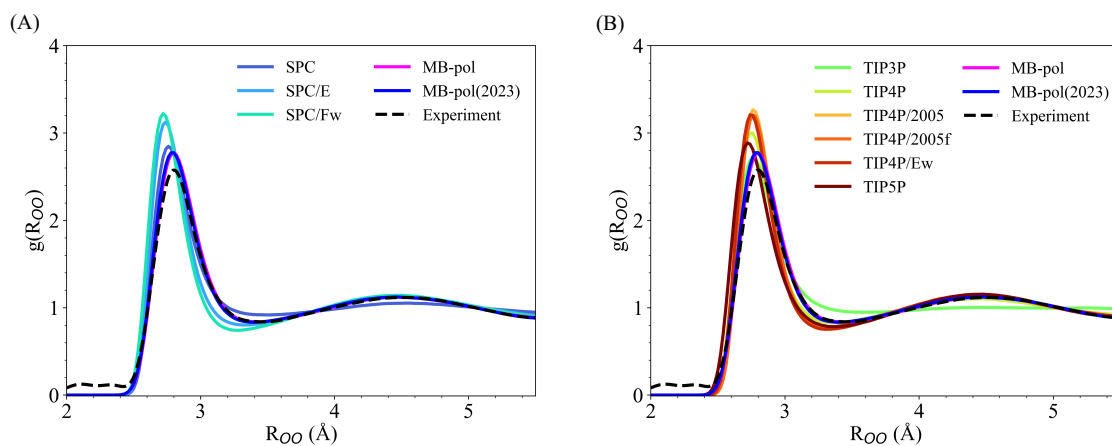 (A)
4
3
2
1
0
g(R_OO)
2
3
4
5
R_OO (Å)
SPC
SPC/E
SPC/Fw
MB-pol
MB-pol(2023)
Experiment
(B)
4
3
2
1
0
g(R_OO)
2
3
4
5
R_OO (Å)
TIP3P
TIP4P
TIP4P/2005
TIP4P/2005f
TIP4P/Ew
TIP5P
MB-pol
MB-pol(2023)
Experiment